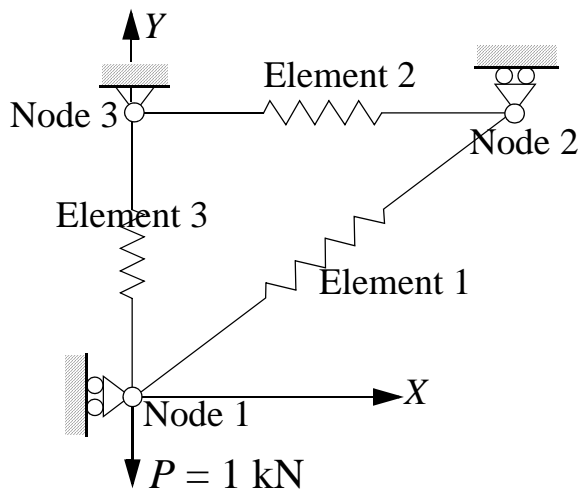 Y
Element 2
Node 3
Node 2
Element 3
Element 1
X
Node 1
P = 1 kN